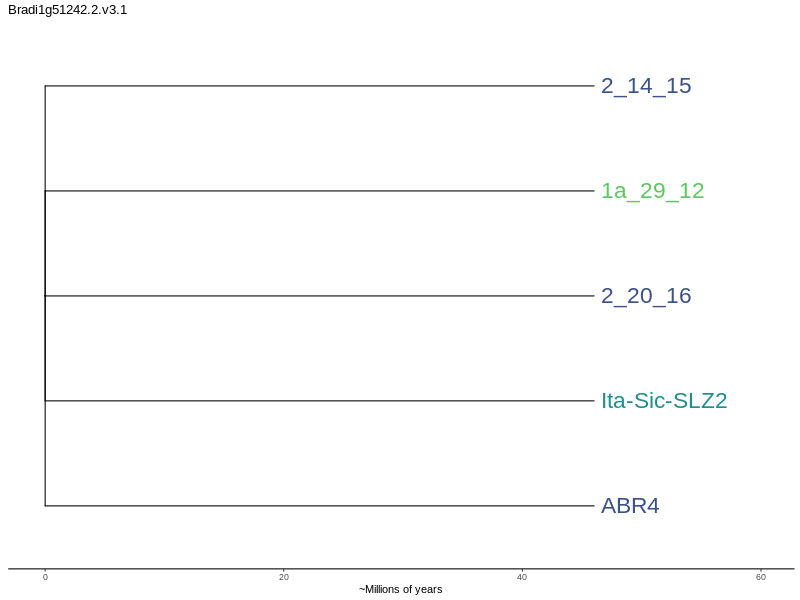 Bradi1g51242.2.v3.1
2_14_15
1a_29_12
2_20_16
Ita-Sic-SLZ2
ABR4
0 20 40 60
~Millions of years